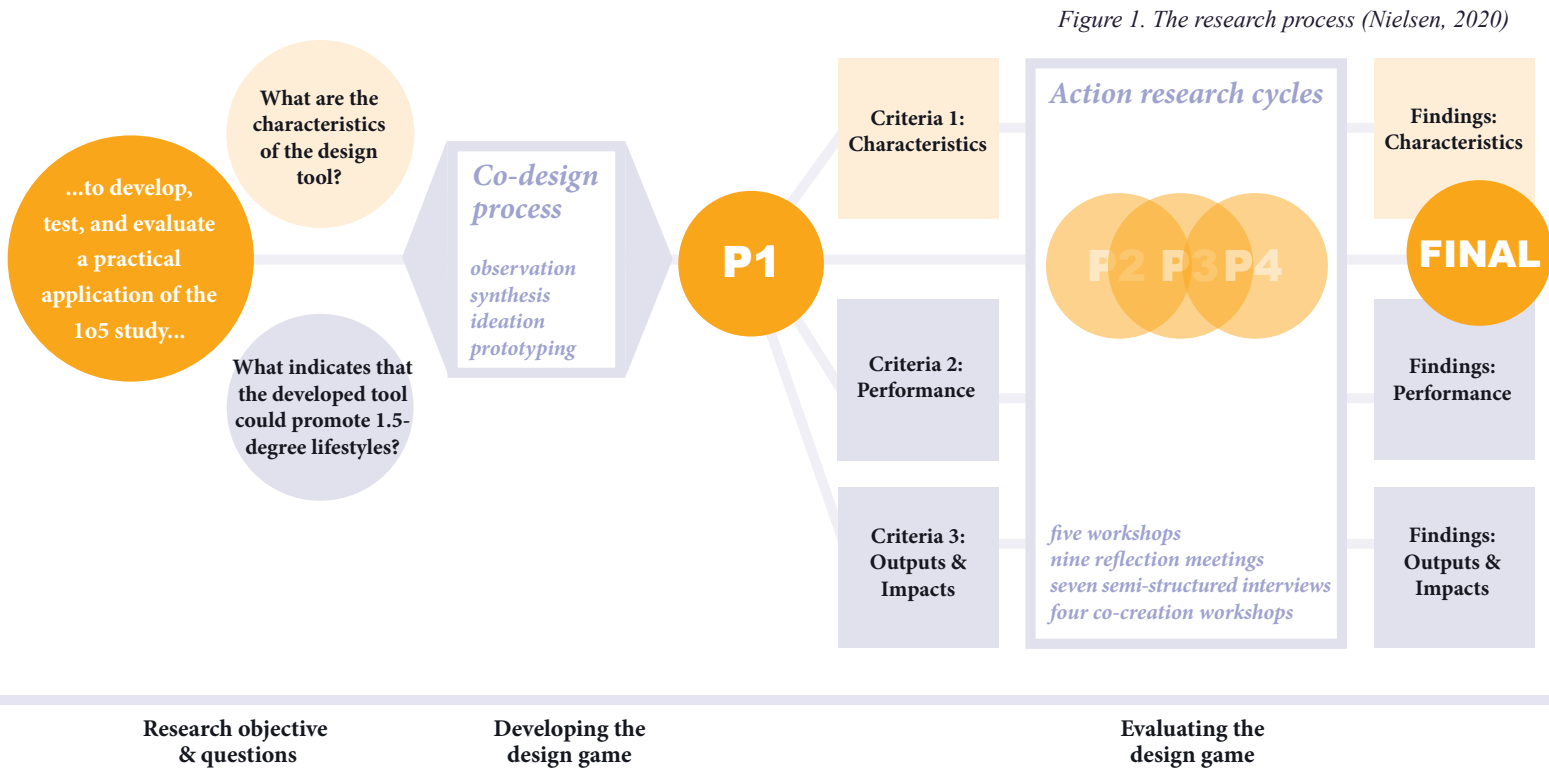 Figure 1. The research process (Nielsen, 2020)
...to develop,
test, and evaluate
a practical
application of the
1o5 study...
What are the
characteristics
of the design
tool?
What indicates that
the developed tool
could promote 1.5-
degree lifestyles?
Co-design
process
observation
synthesis
ideation
prototyping
P1
Criteria 1:
Characteristics
Criteria 2:
Performance
Criteria 3:
Outputs &
Impacts
Action research cycles
P2 P3 P4
five workshops
nine reflection meetings
seven semi-structured interviews
four co-creation workshops
Findings:
Characteristics
FINAL
Findings:
Performance
Findings:
Outputs &
Impacts
Research objective
& questions
Developing the
design game
Evaluating the
design game